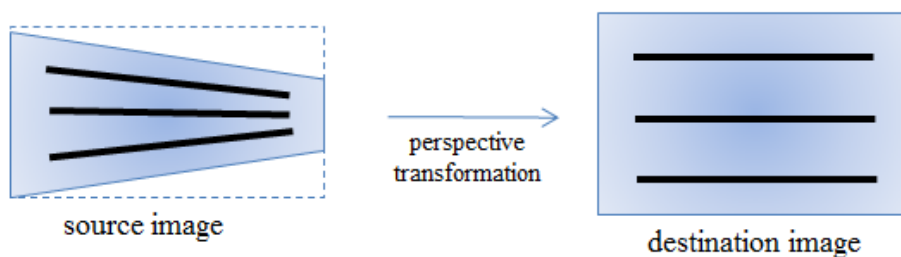 source image
perspective
transformation
destination image